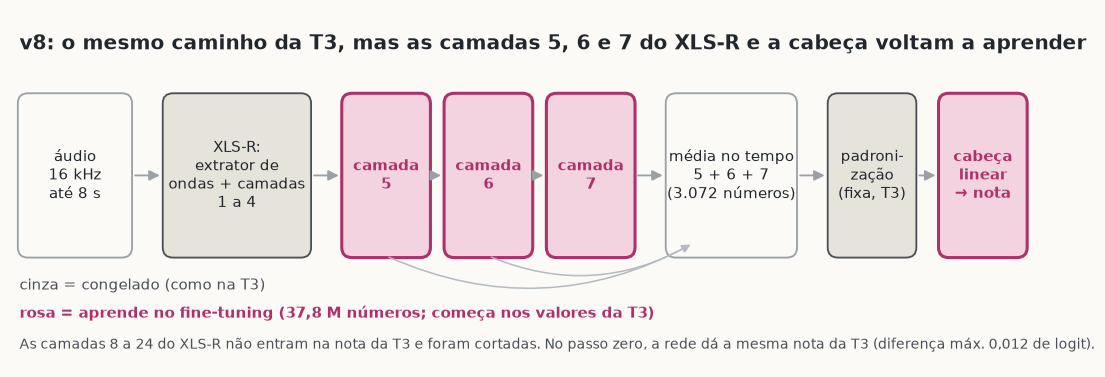 v8: o mesmo caminho da T3, mas as camadas 5, 6 e 7 do XLS-R e a cabeça voltam a aprender
áudio
16 kHz
até 8 s
XLS-R:
extrator de
ondas + camadas
1 a 4
camada
5
camada
6
camada
7
média no tempo
5 + 6 + 7
(3.072 números)
padroni-
zação
(fixa, T3)
cabeça
linear
→ nota
cinza = congelado (como na T3)
rosa = aprende no fine-tuning (37,8 M números; começa nos valores da T3)
As camadas 8 a 24 do XLS-R não entram na nota da T3 e foram cortadas. No passo zero, a rede dá a mesma nota da T3 (diferença máx. 0,012 de logit).